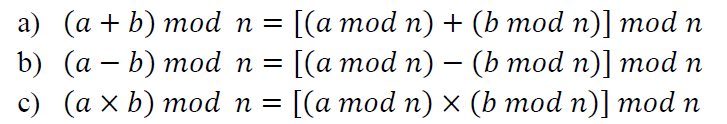 a) (a + b) mod n = [(a mod n) + (b mod n)] mod n
b) (a − b) mod n = [(a mod n) − (b mod n)] mod n
c) (a × b) mod n = [(a mod n) × (b mod n)] mod n